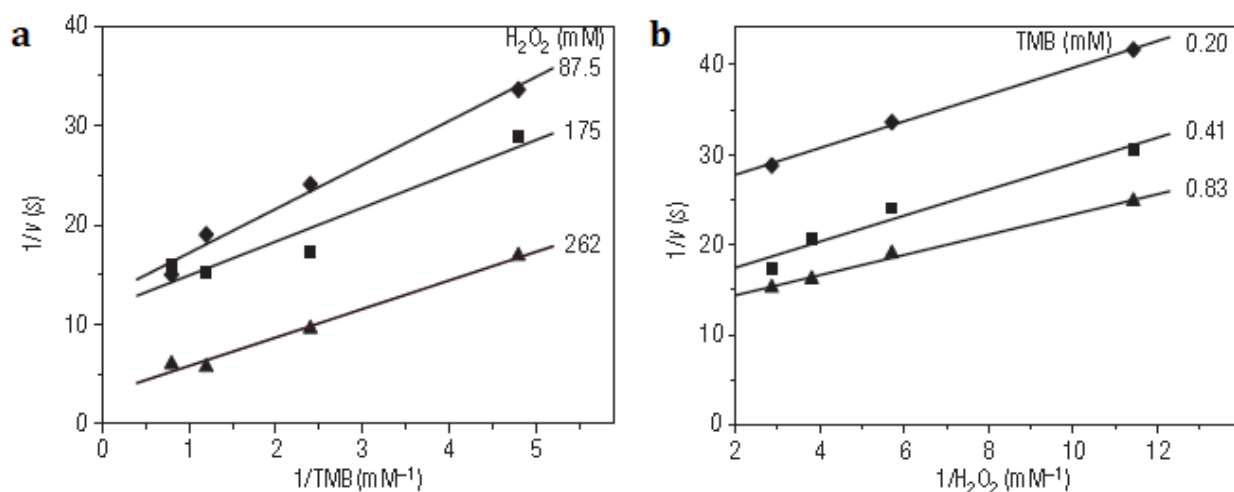 a
H₂O₂ (mM)
87.5
175
262
40
30
20
10
0
1/v (s)
0 1 2 3 4 5
1/TMB (mM⁻¹)
b
TMB (mM)
0.20
0.41
0.83
40
30
20
10
0
1/v (s)
2 4 6 8 10 12
1/H₂O₂ (mM⁻¹)